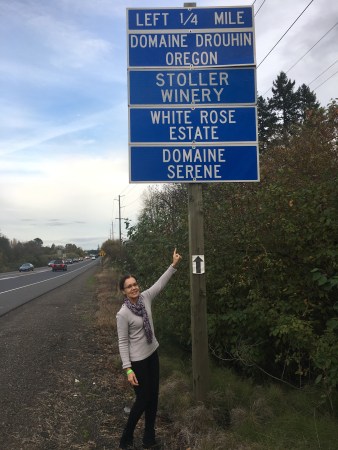 LEFT 1/4 MILE
DOMAINE DROUHIN
OREGON
STOLLER
WINERY
WHITE ROSE
ESTATE
DOMAINE
SERENE